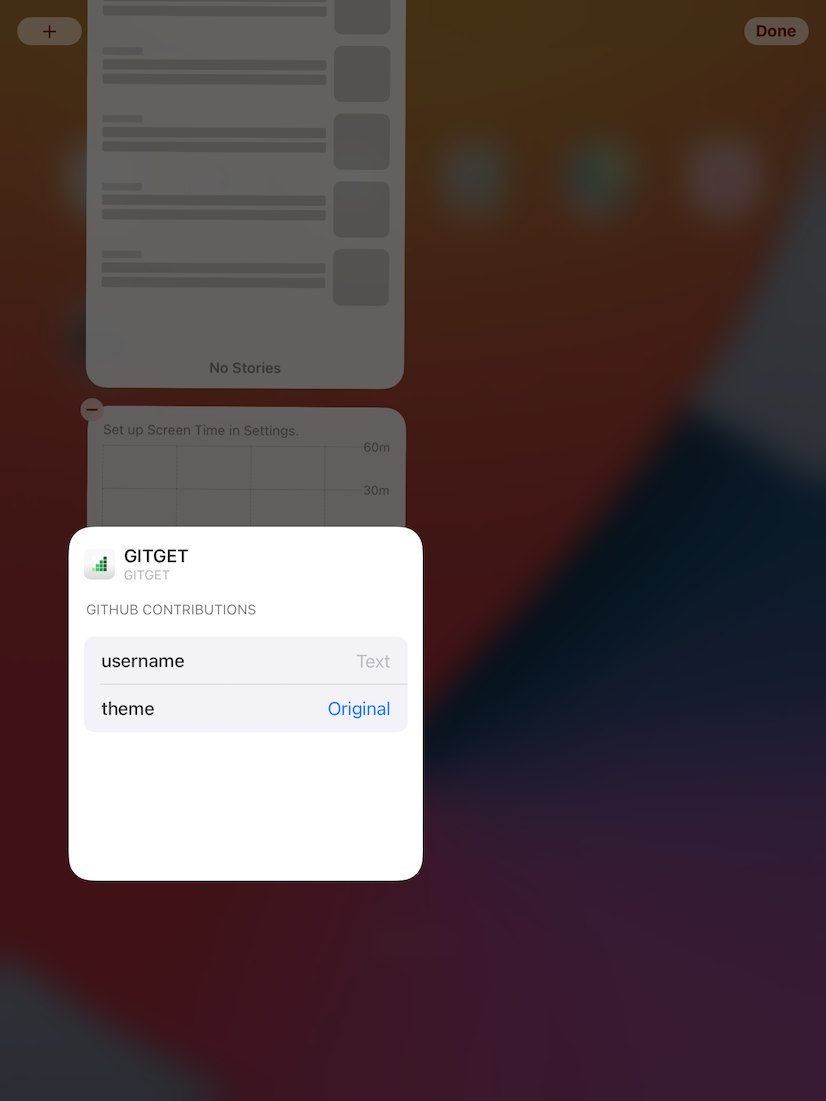 +
Done
No Stories
Set up Screen Time in Settings.
60m
30m
GITGET
GITGET
GITHUB CONTRIBUTIONS
username Text
theme Original